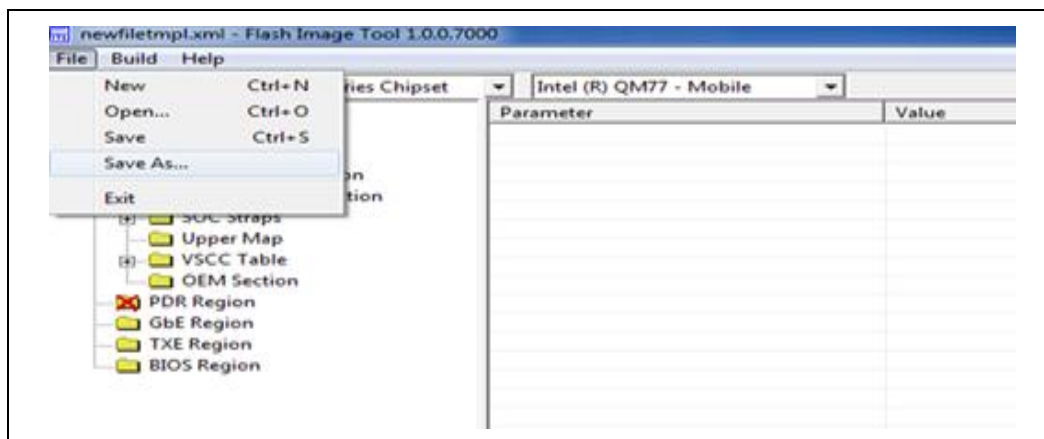 newfiletmpl.xml - Flash Image Tool 1.0.0.7000
File Build Help
New Ctrl+N
ries Chipset
Intel (R) QM77 - Mobile
Open... Ctrl+O
Parameter Value
Save Ctrl+S
Save As...
on
Exit
tion
SOC Straps
Upper Map
VSCC Table
OEM Section
PDR Region
GbE Region
TXE Region
BIOS Region